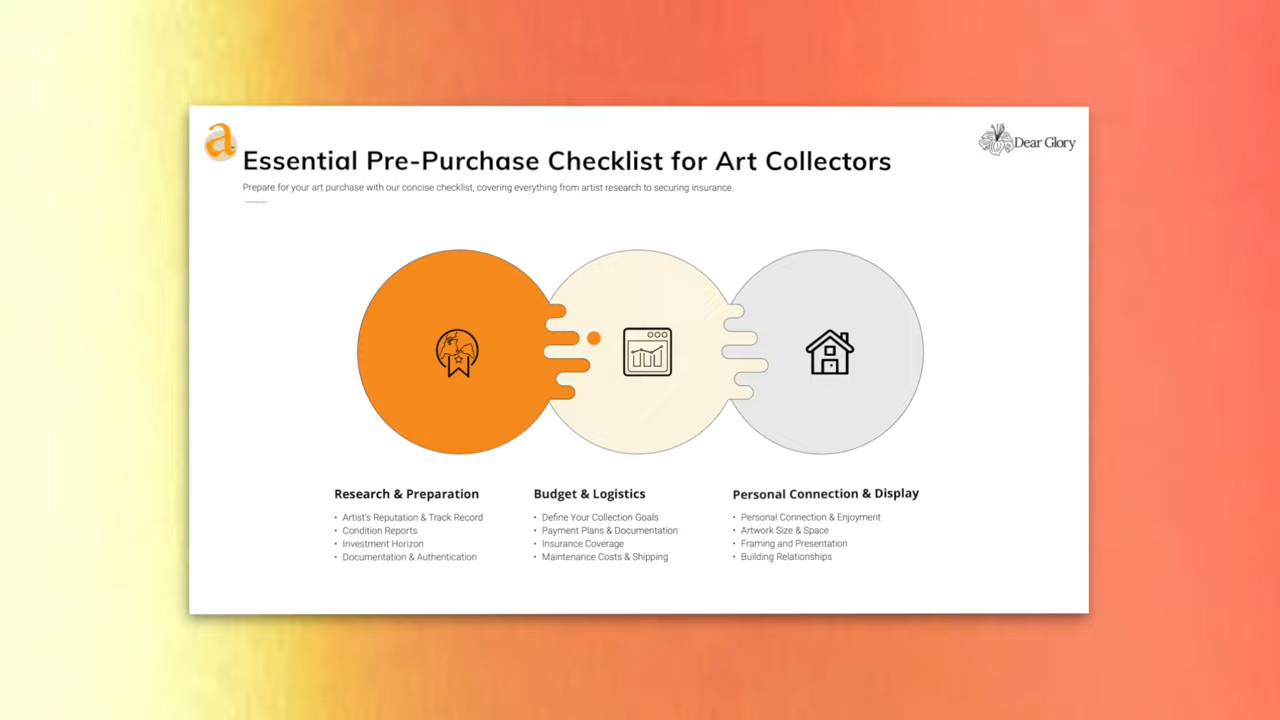 a
Essential Pre-Purchase Checklist for Art Collectors
Dear Glory
Prepare for your art purchase with our concise checklist, covering everything from artist research to securing insurance.
Research & Preparation
• Artist's Reputation & Track Record
• Condition Reports
• Investment Horizon
• Documentation & Authentication
Budget & Logistics
• Define Your Collection Goals
• Payment Plans & Documentation
• Insurance Coverage
• Maintenance Costs & Shipping
Personal Connection & Display
• Personal Connection & Enjoyment
• Artwork Size & Space
• Framing and Presentation
• Building Relationships